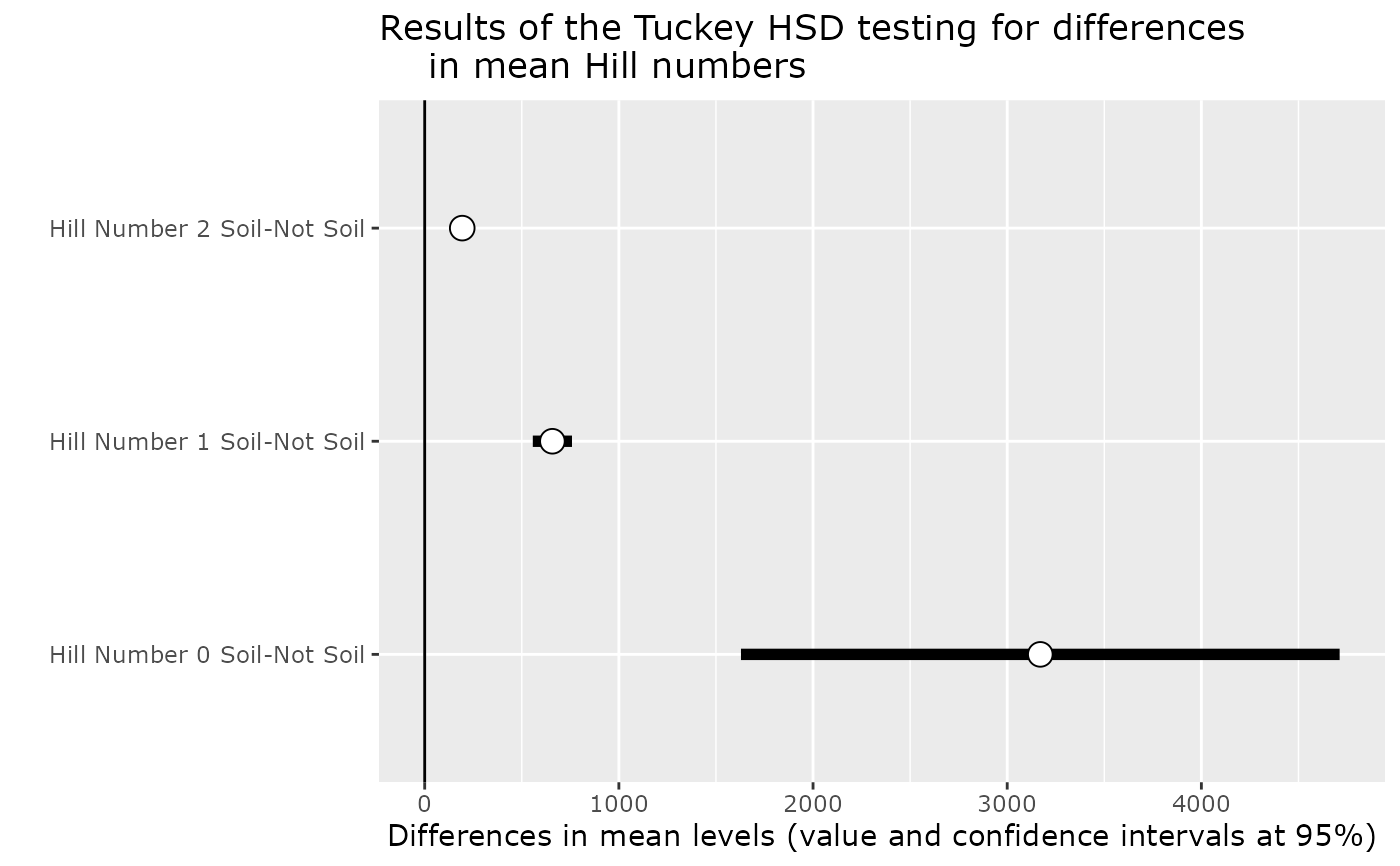 Results of the Tuckey HSD testing for differences
in mean Hill numbers
Hill Number 2 Soil-Not Soil
Hill Number 1 Soil-Not Soil
Hill Number 0 Soil-Not Soil
0 1000 2000 3000 4000
Differences in mean levels (value and confidence intervals at 95%)